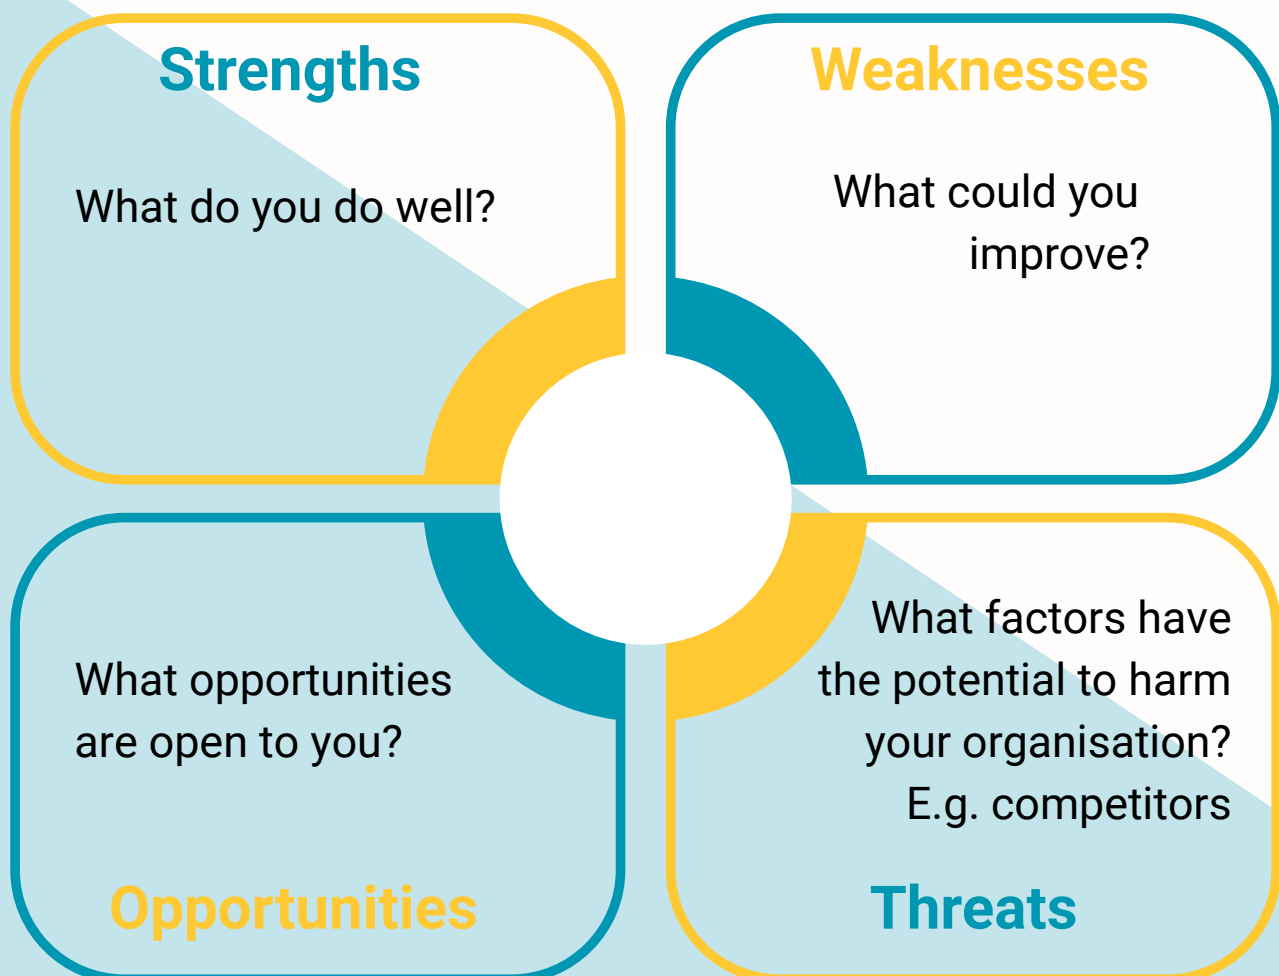 Strengths
What do you do well?
Weaknesses
What could you
improve?
What opportunities
are open to you?
Opportunities
What factors have
the potential to harm
your organisation?
E.g. competitors
Threats